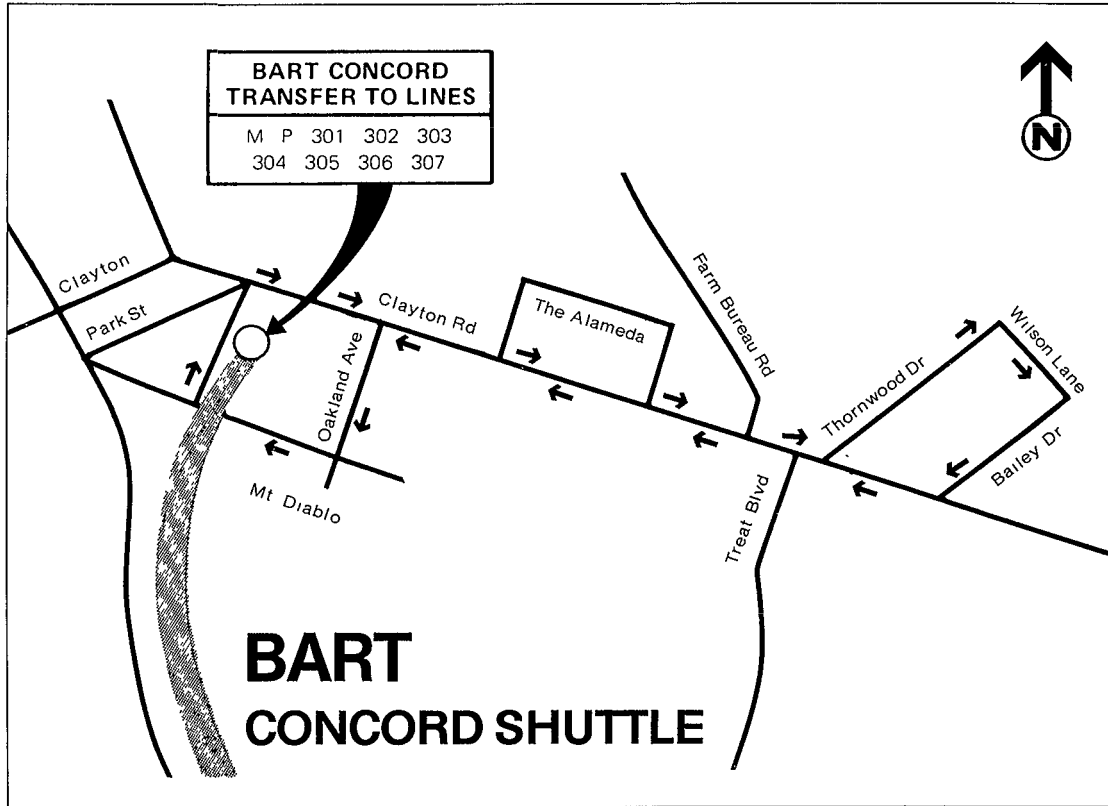 BART CONCORD
TRANSFER TO LINES
M P 301 302 303
304 305 306 307
N
Clayton
Park St
Clayton Rd
The Alameda
Farm Bureau Rd
Oakland Ave
Thornwood Dr
Wilson Lane
Bailey Dr
Mt Diablo
Treat Blvd
BART
CONCORD SHUTTLE